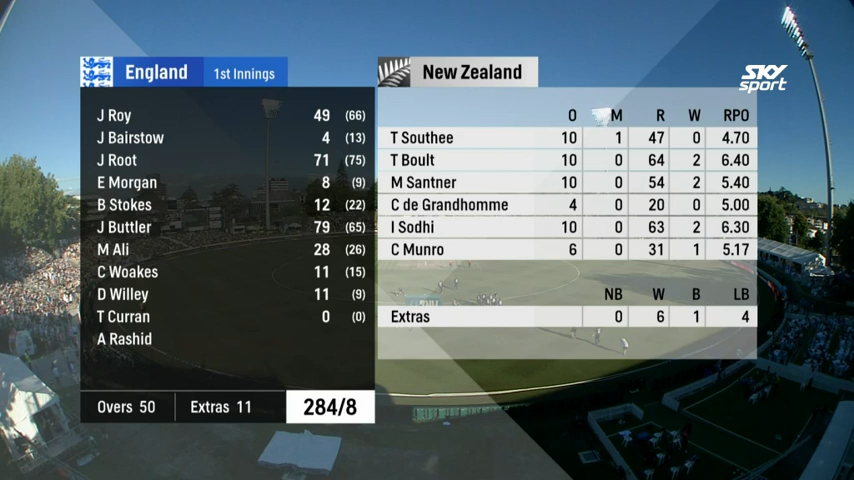 England 1st Innings
J Roy 49 (66)
J Bairstow 4 (13)
J Root 71 (75)
E Morgan 8 (9)
B Stokes 12 (22)
J Buttler 79 (65)
M Ali 28 (26)
C Woakes 11 (15)
D Willey 11 (9)
T Curran 0 (0)
A Rashid
Overs 50 Extras 11 284/8
New Zealand
O M R W RPO
T Southee 10 1 47 0 4.70
T Boult 10 0 64 2 6.40
M Santner 10 0 54 2 5.40
C de Grandhomme 4 0 20 0 5.00
I Sodhi 10 0 63 2 6.30
C Munro 6 0 31 1 5.17
NB W B LB
Extras 0 6 1 4
sky
sport